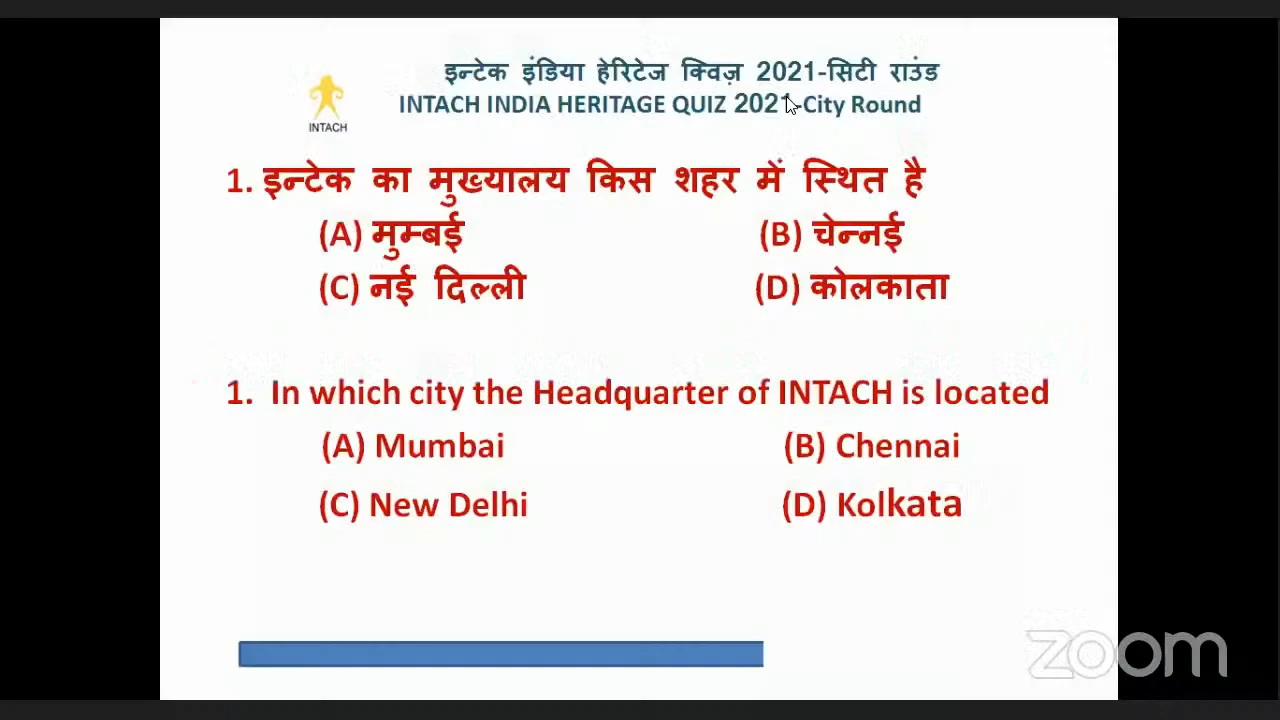 इन्टेक इंडिया हेरिटेज क्विज़ 2021-सिटी राउंड
INTACH INDIA HERITAGE QUIZ 2021-City Round
INTACH
1. इन्टेक का मुख्यालय किस शहर में स्थित है
(A) मुम्बई (B) चेन्नई
(C) नई दिल्ली (D) कोलकाता
1. In which city the Headquarter of INTACH is located
(A) Mumbai (B) Chennai
(C) New Delhi (D) Kolkata
zoom